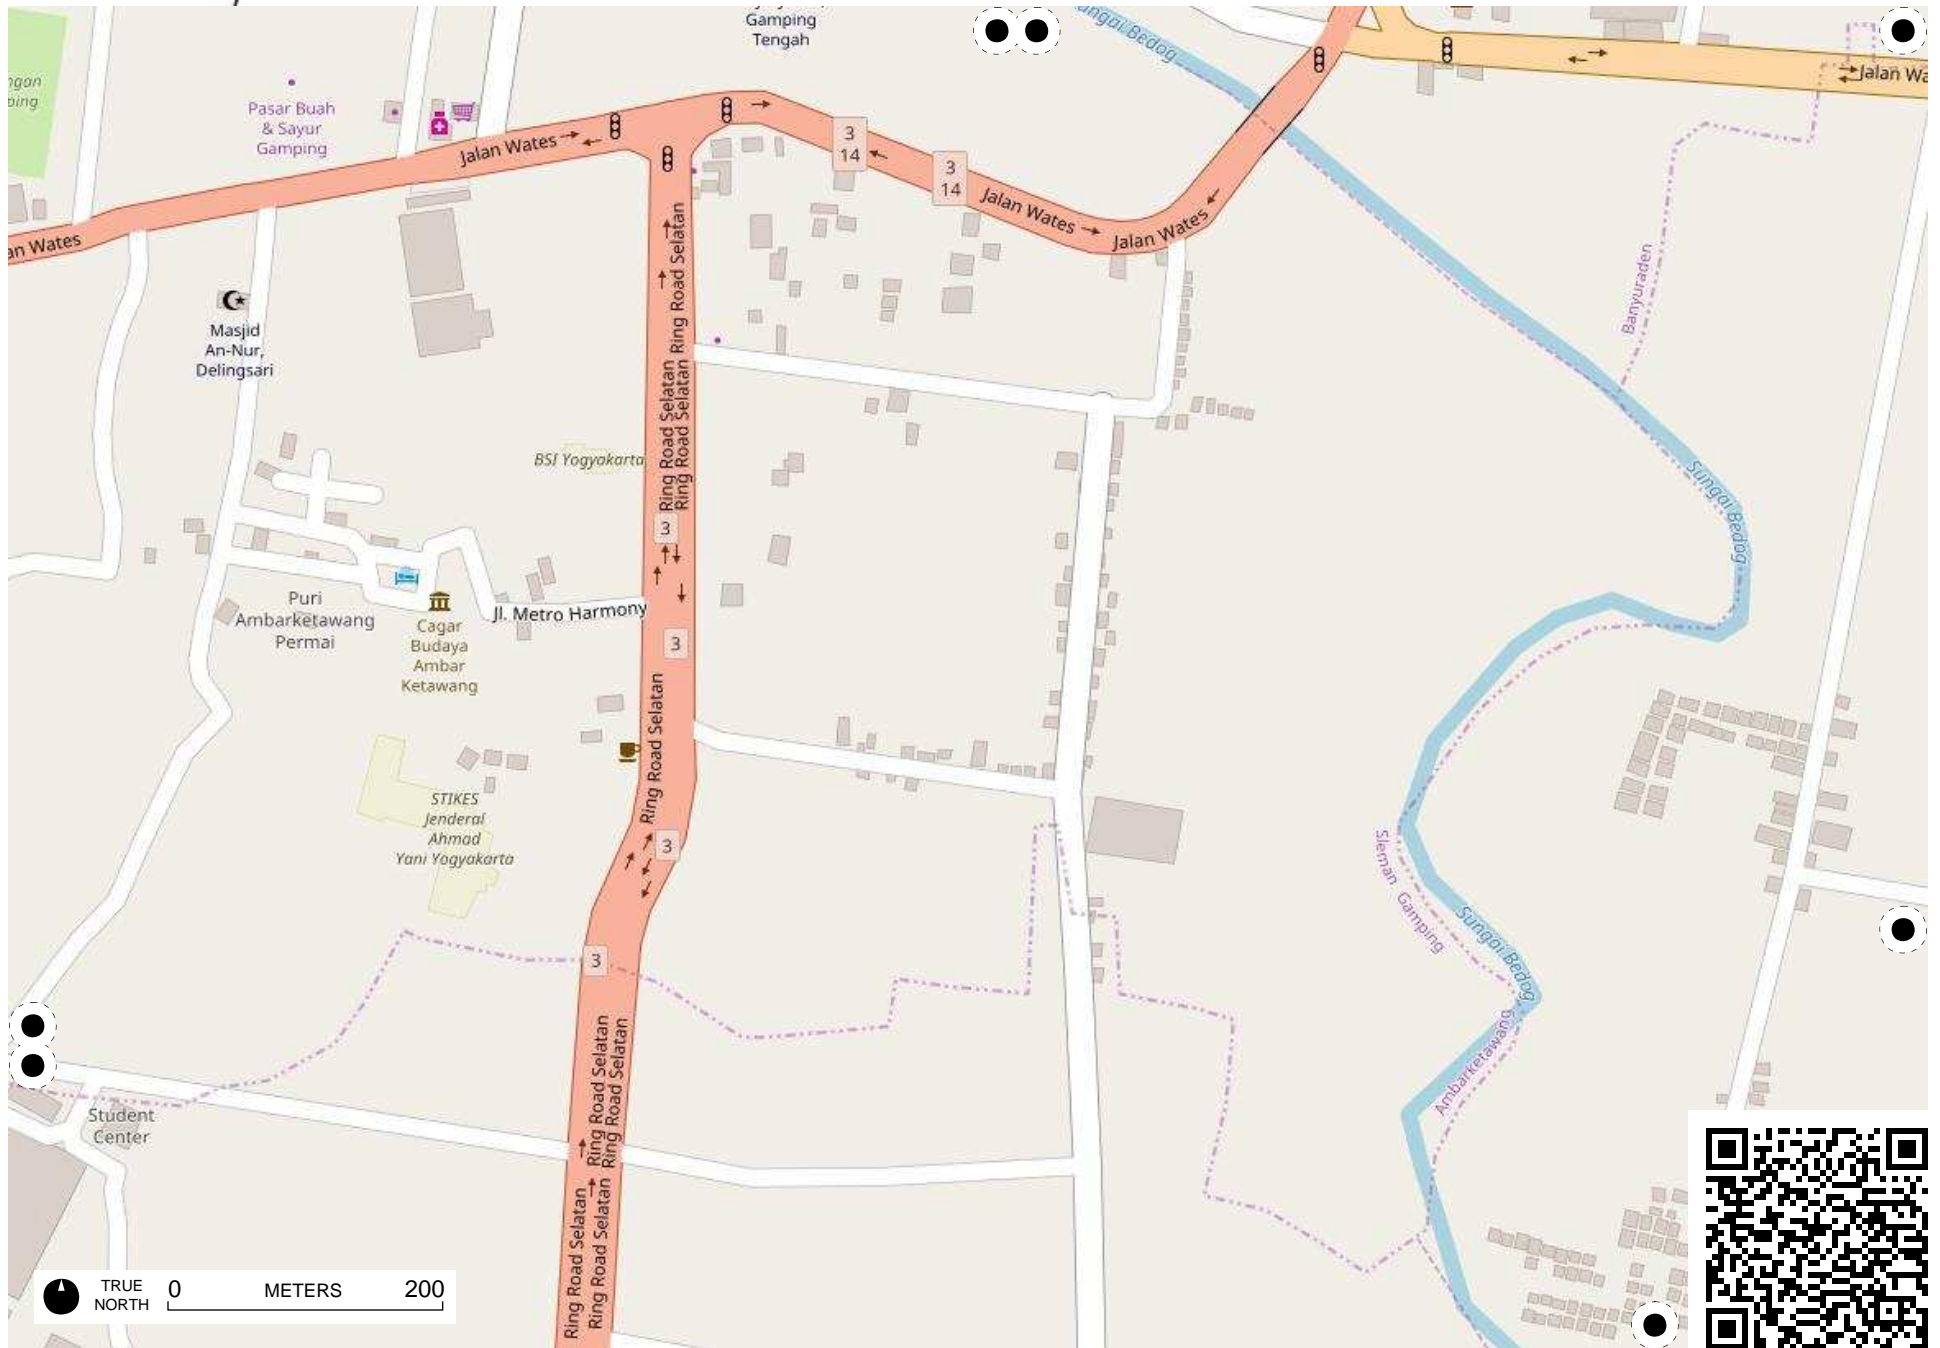 Gamping
Tengah
Sungai Bedog
Jalan Wates
Pasar Buah
& Sayur
Gamping
Jalan Wates
3
14
3
14
Jalan Wates
Jalan Wates
Ring Road Selatan
Banyuraden
Masjid
An-Nur,
Delingsari
Ring Road Selatan
Ring Road Selatan
BSI Yogyakarta
Sungai Bedog
3
Puri
Ambarketawang
Permai
Jl. Metro Harmony
Cagar
Budaya
Ambar
Ketawang
3
Ring Road Selatan
STIKES
Jenderal
Ahmad
Yani Yogyakarta
3
Sleman
Gamping
Sungai Bedog
3
Ring Road Selatan
Ring Road Selatan
Ambarketawang
Student
Center
Ring Road Selatan
Ring Road Selatan
TRUE
NORTH
0 METERS 200